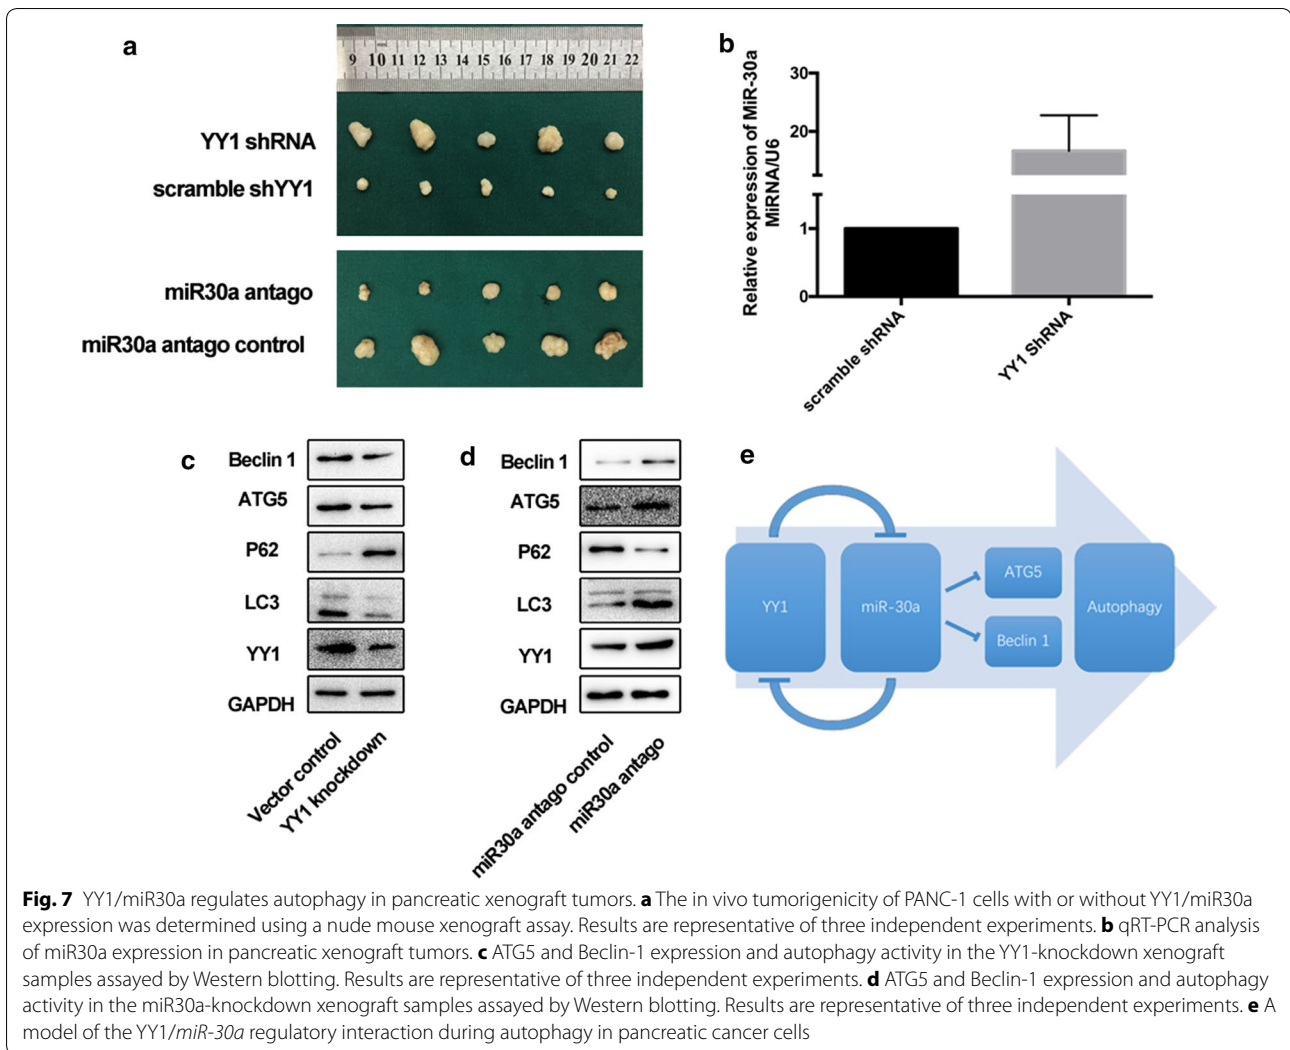 a
mm
9 10 11 12 13 14 15 16 17 18 19 20 21 22
YY1 shRNA
scramble shYY1
miR30a antago
miR30a antago control
b
Relative expression of MiR-30a
MiRNA/U6
30
20
1
0
scramble shRNA
YY1 ShRNA
c
Beclin 1
ATG5
P62
LC3
YY1
GAPDH
Vector control
YY1 knockdown
d
Beclin 1
ATG5
P62
LC3
YY1
GAPDH
miR30a antago control
miR30a antago
e
YY1
miR-30a
ATG5
Beclin 1
Autophagy
Fig. 7 YY1/miR30a regulates autophagy in pancreatic xenograft tumors. a The in vivo tumorigenicity of PANC-1 cells with or without YY1/miR30a
expression was determined using a nude mouse xenograft assay. Results are representative of three independent experiments. b qRT-PCR analysis
of miR30a expression in pancreatic xenograft tumors. c ATG5 and Beclin-1 expression and autophagy activity in the YY1-knockdown xenograft
samples assayed by Western blotting. Results are representative of three independent experiments. d ATG5 and Beclin-1 expression and autophagy
activity in the miR30a-knockdown xenograft samples assayed by Western blotting. Results are representative of three independent experiments. e A
model of the YY1/miR-30a regulatory interaction during autophagy in pancreatic cancer cells